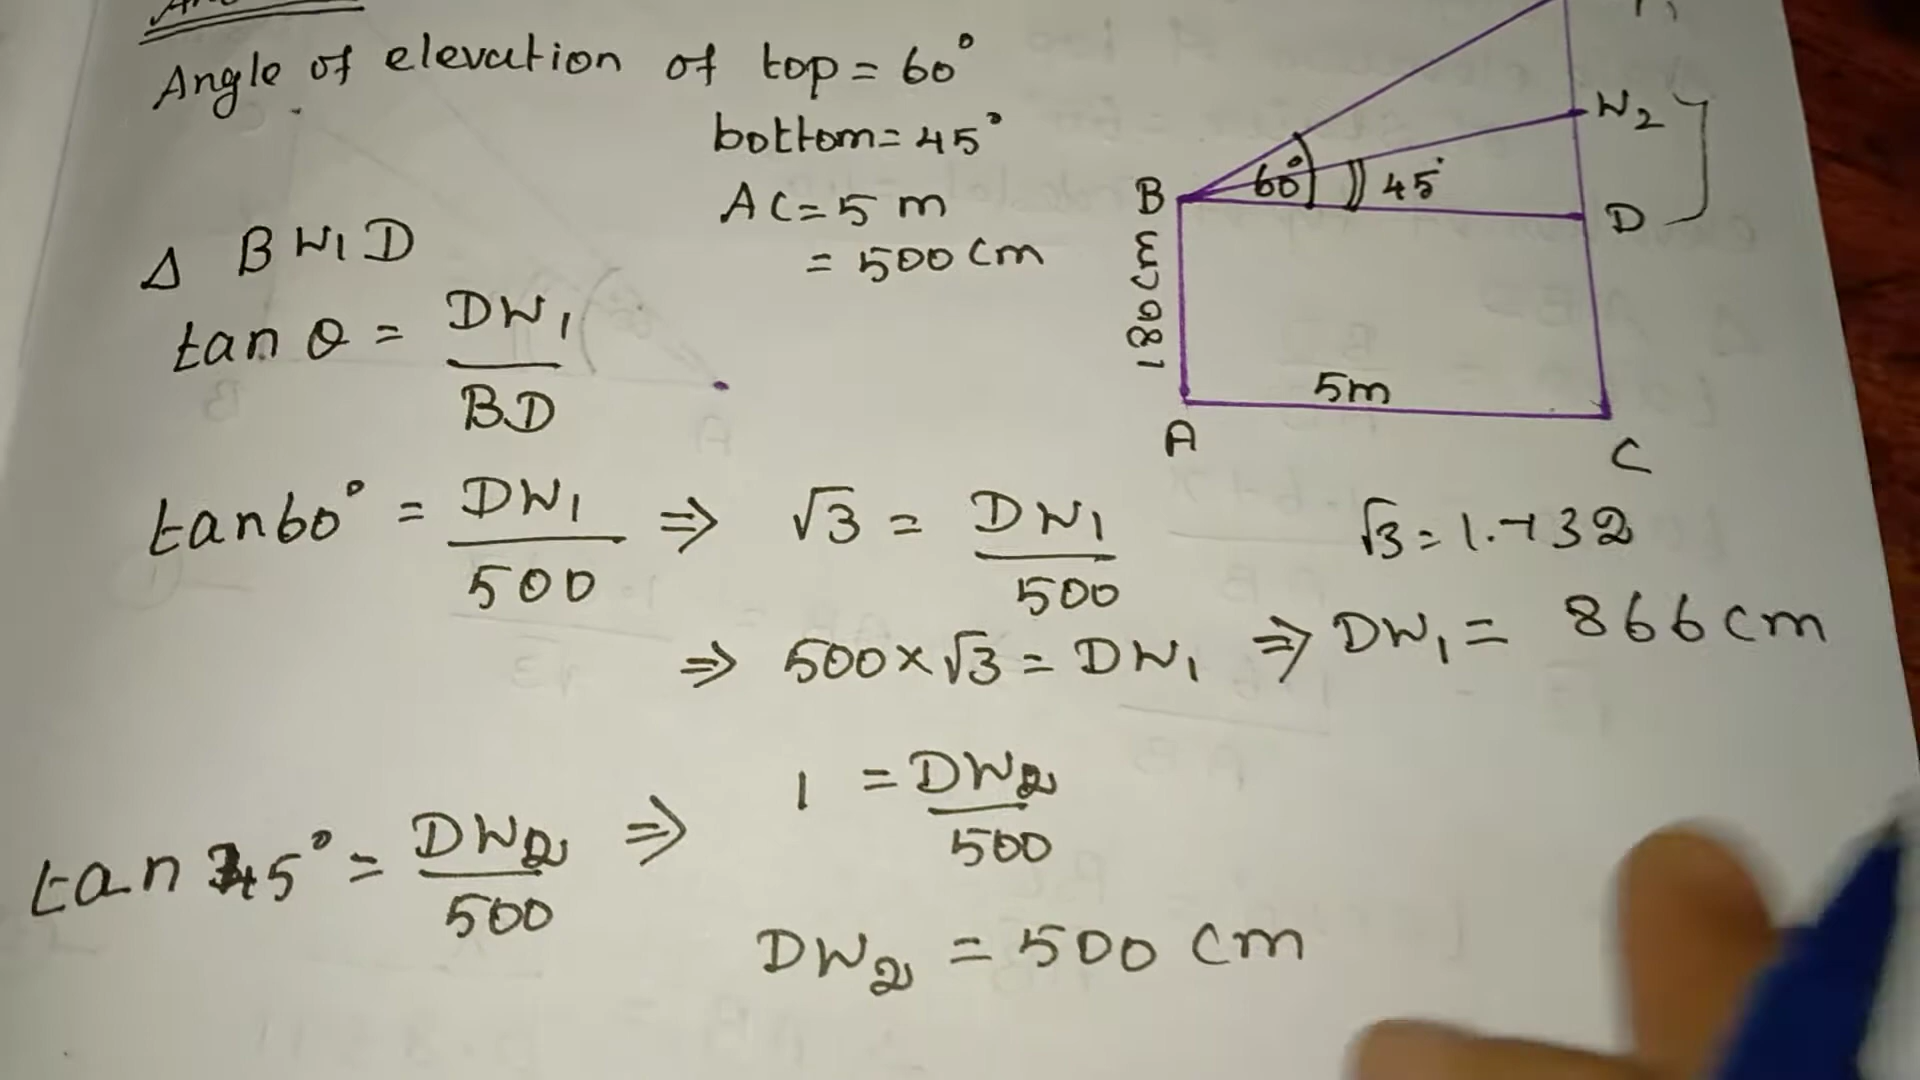 Angle of elevation of top = 60°
bottom = 45°
AC = 5 m
= 500 cm
Δ BW1D
tan θ = DW1 / BD
tan 60° = DW1 / 500 ⇒ √3 = DW1 / 500
√3 = 1.732
⇒ 500 × √3 = DW1 ⇒ DW1 = 866 cm
tan 45° = DW2 / 500 ⇒ 1 = DW2 / 500
DW2 = 500 cm
W2
B 60° 45° D
180 cm
5m
A C